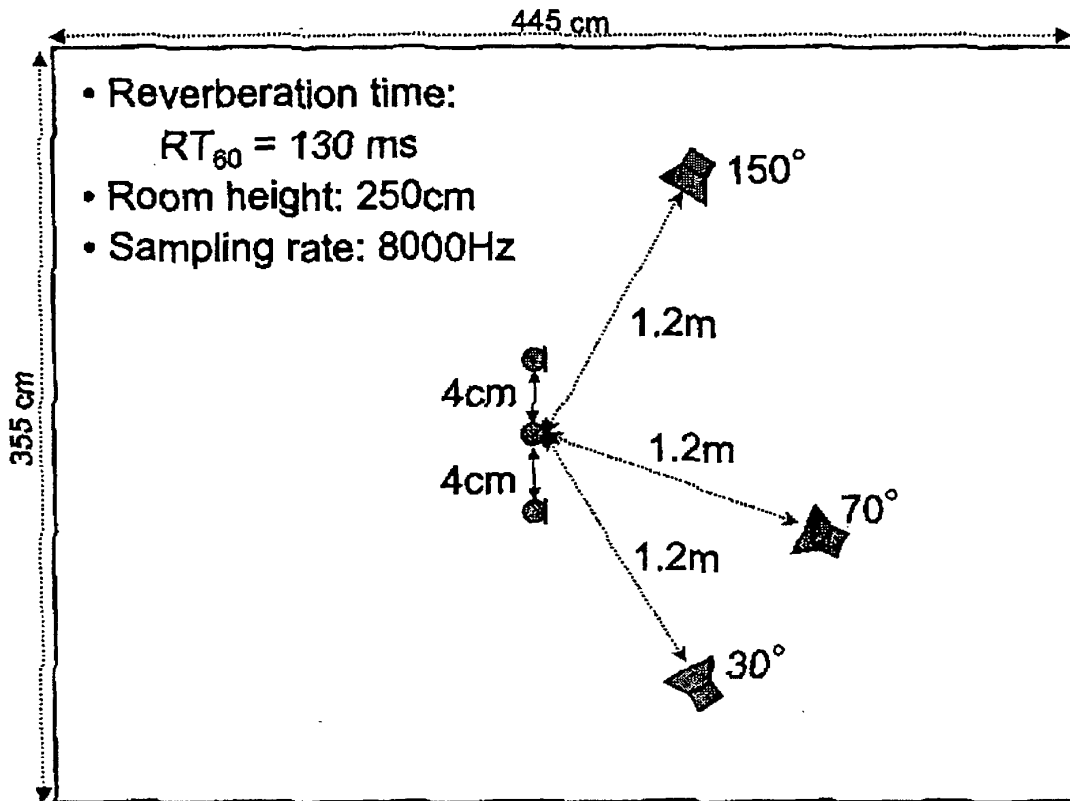 445 cm
• Reverberation time:
RT60 = 130 ms
• Room height: 250cm
• Sampling rate: 8000Hz
150°
1.2m
4cm
355 cm
1.2m
4cm
70°
1.2m
30°